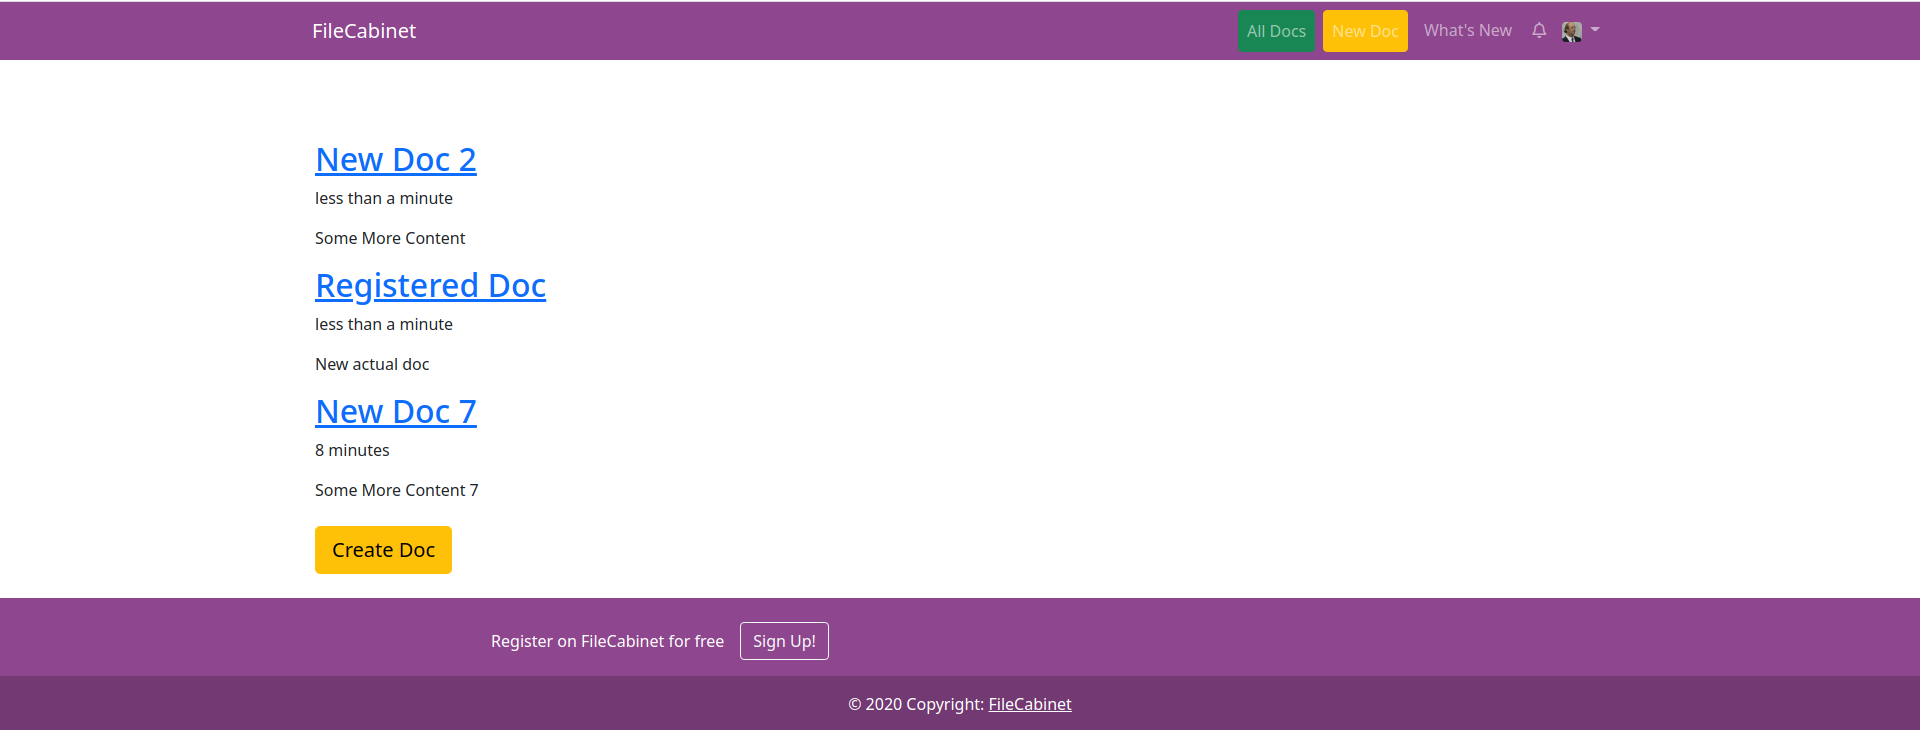 FileCabinet
All Docs
New Doc
What's New
New Doc 2
less than a minute
Some More Content
Registered Doc
less than a minute
New actual doc
New Doc 7
8 minutes
Some More Content 7
Create Doc
Register on FileCabinet for free
Sign Up!
© 2020 Copyright: FileCabinet